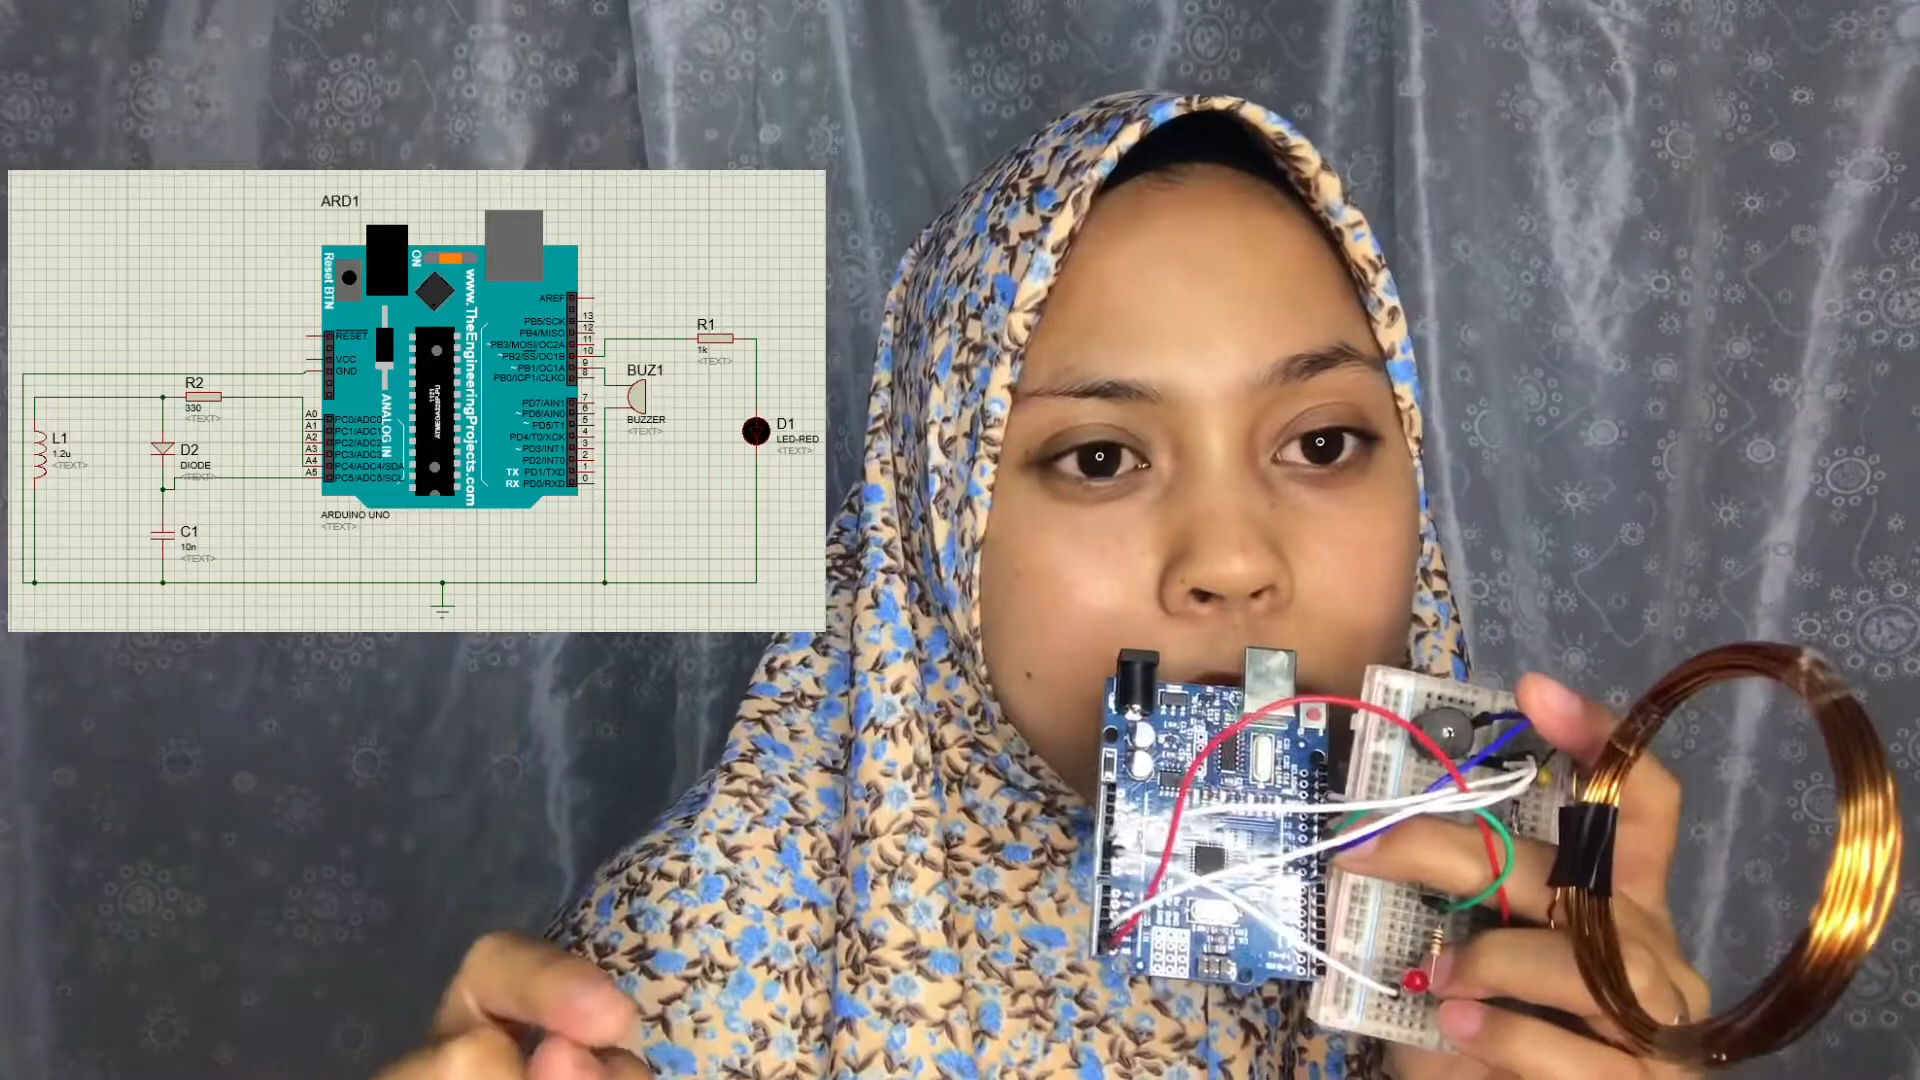 ARD1
Reset BTN
ON
www.TheEngineeringProjects.com
RESET
VCC
GND
ANALOG IN
A0
A1
A2
A3
A4
A5
PC0/ADC0
PC1/ADC1
PC2/ADC2
PC3/ADC3
PC4/ADC4/SDA
PC5/ADC5/SCL
ARDUINO UNO
<TEXT>
AREF
PB5/SCK
PB4/MISO
~PB3/MOSI/OC2A
~PB2/SS/OC1B
~PB1/OC1A
PB0/ICP1/CLKO
13
12
11
10
9
8
PD7/AIN1
~PD6/AIN0
~PD5/T1
PD4/T0/XCK
~PD3/INT1
PD2/INT0
TX PD1/TXD
RX PD0/RXD
7
6
5
4
3
2
1
0
R2
330
<TEXT>
L1
1.2u
<TEXT>
D2
DIODE
<TEXT>
C1
10n
<TEXT>
R1
1k
<TEXT>
BUZ1
BUZZER
<TEXT>
D1
LED-RED
<TEXT>